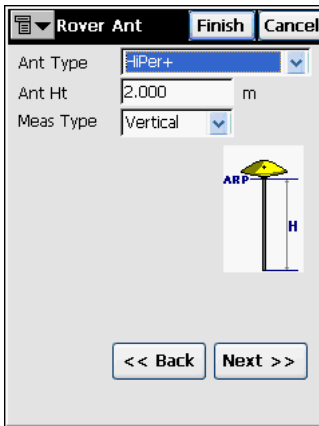 Rover Ant Finish Cancel
Ant Type HiPer+
Ant Ht 2.000 m
Meas Type Vertical
ARP
H
<< Back Next >>